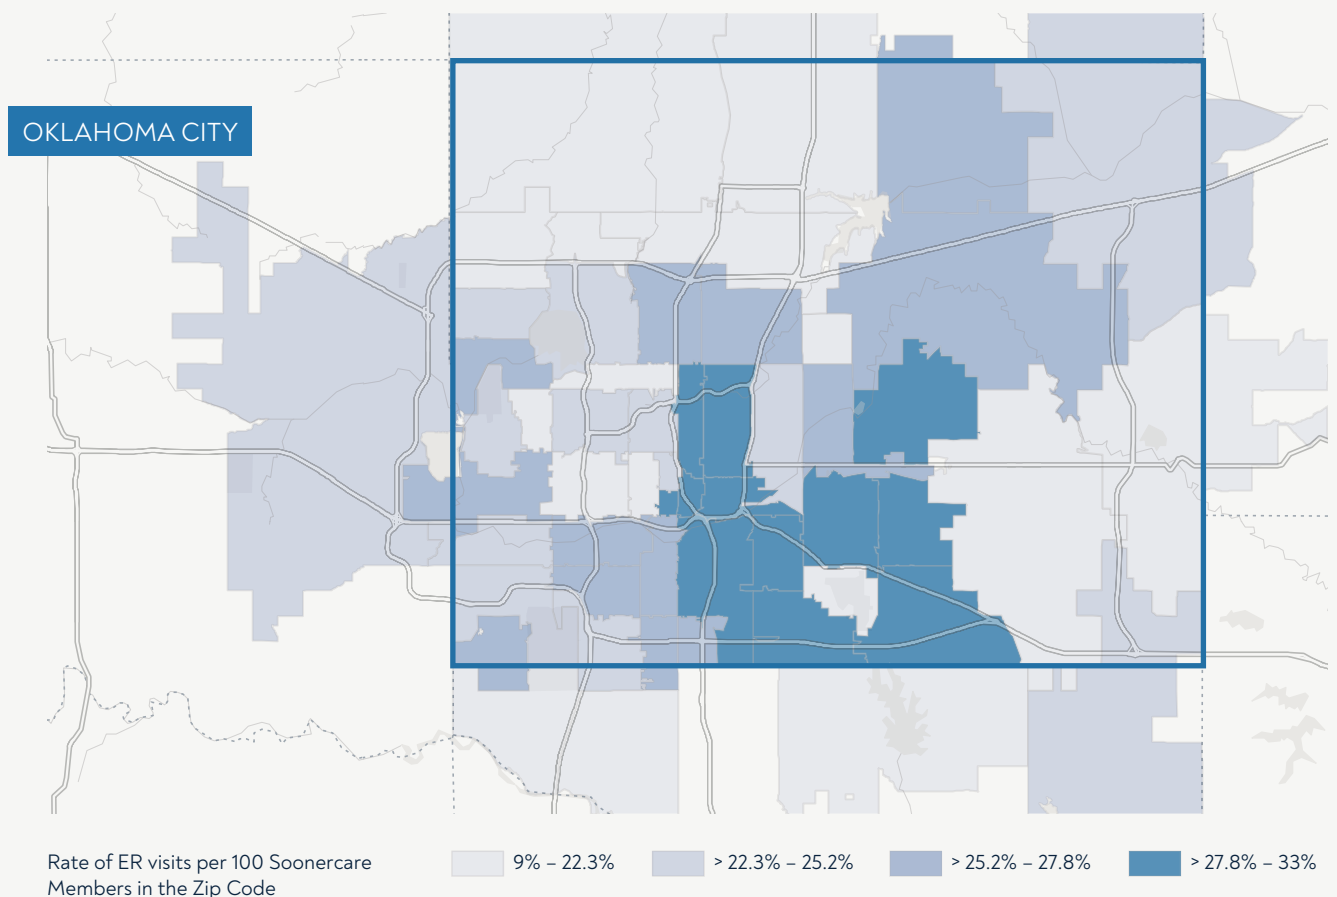 OKLAHOMA CITY
Rate of ER visits per 100 Soonercare
Members in the Zip Code
9% – 22.3%
> 22.3% – 25.2%
> 25.2% – 27.8%
> 27.8% – 33%